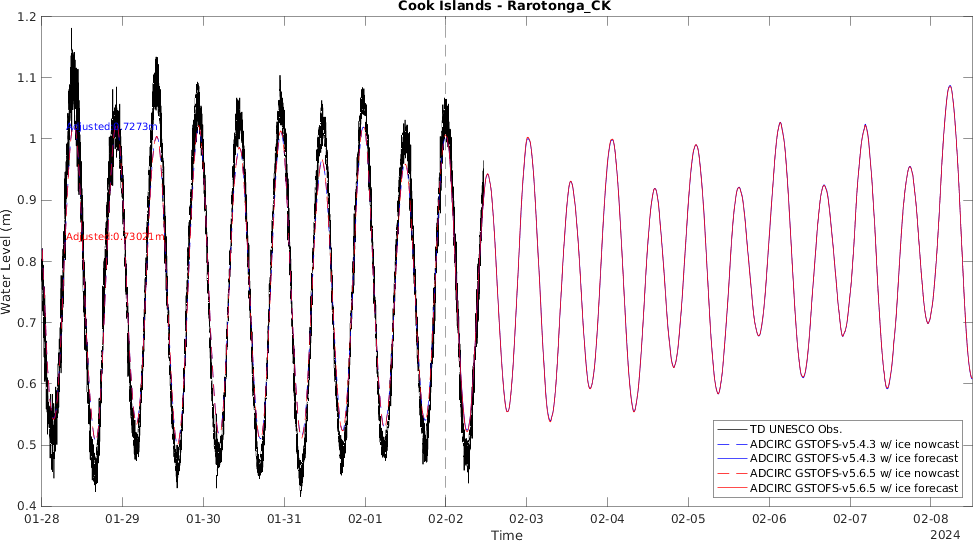 Cook Islands - Rarotonga_CK
1.2
1.1
1
0.9
0.8
0.7
0.6
0.5
0.4
Water Level (m)
Adjusted:0.7273m
Adjusted:0.73021m
TD UNESCO Obs.
ADCIRC GSTOFS-v5.4.3 w/ ice nowcast
ADCIRC GSTOFS-v5.4.3 w/ ice forecast
ADCIRC GSTOFS-v5.6.5 w/ ice nowcast
ADCIRC GSTOFS-v5.6.5 w/ ice forecast
01-28 01-29 01-30 01-31 02-01 02-02 02-03 02-04 02-05 02-06 02-07 02-08
Time
2024